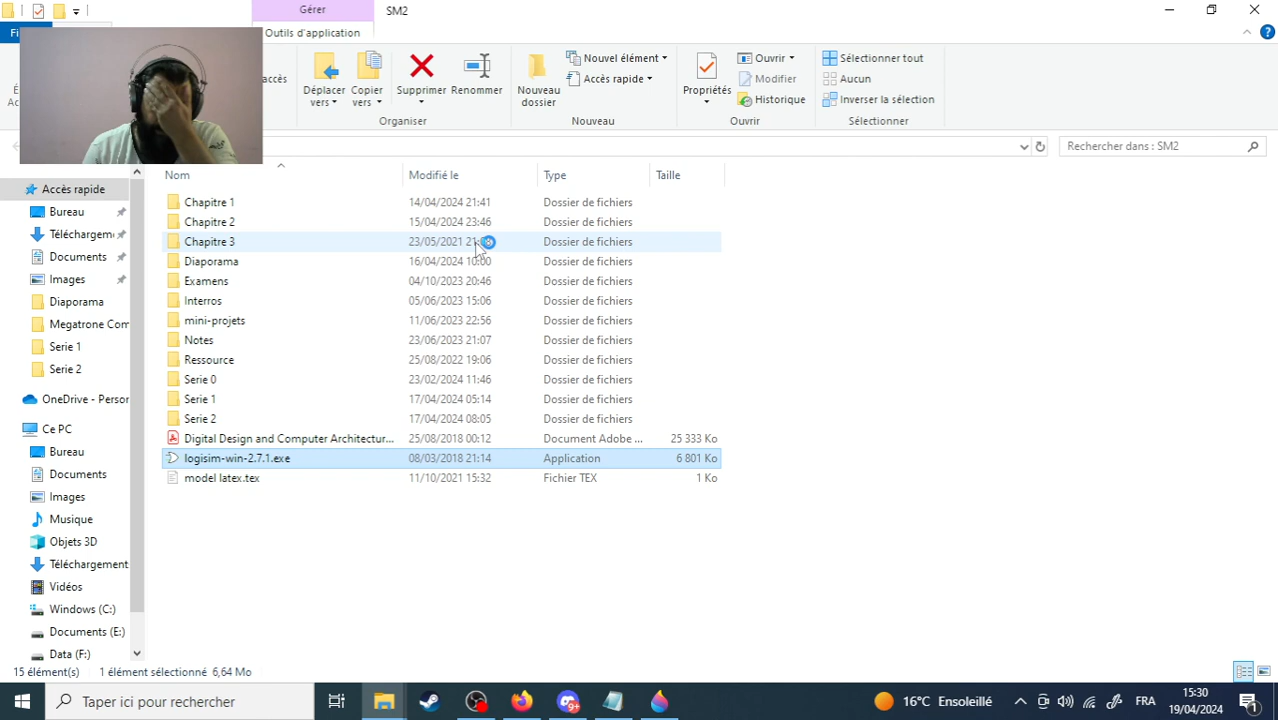 Gérer
SM2
Fi
Outils d'application
accès
Déplacer vers
Copier vers
Supprimer
Renommer
Organiser
Nouveau dossier
Nouvel élément
Accès rapide
Nouveau
Propriétés
Ouvrir
Modifier
Historique
Ouvrir
Sélectionner tout
Aucun
Inverser la sélection
Sélectionner
Rechercher dans : SM2
Nom Modifié le Type Taille
Chapitre 1 14/04/2024 21:41 Dossier de fichiers
Chapitre 2 15/04/2024 23:46 Dossier de fichiers
Chapitre 3 23/05/2021 Dossier de fichiers
Diaporama 16/04/2024 10:00 Dossier de fichiers
Examens 04/10/2023 20:46 Dossier de fichiers
Interros 05/06/2023 15:06 Dossier de fichiers
mini-projets 11/06/2023 22:56 Dossier de fichiers
Notes 23/06/2023 21:07 Dossier de fichiers
Ressource 25/08/2022 19:06 Dossier de fichiers
Serie 0 23/02/2024 11:46 Dossier de fichiers
Serie 1 17/04/2024 05:14 Dossier de fichiers
Serie 2 17/04/2024 08:05 Dossier de fichiers
Digital Design and Computer Architectur... 25/08/2018 00:12 Document Adobe ... 25 333 Ko
logisim-win-2.7.1.exe 08/03/2018 21:14 Application 6 801 Ko
model latex.tex 11/10/2021 15:32 Fichier TEX 1 Ko
Accès rapide
Bureau
Téléchargem
Documents
Images
Diaporama
Megatrone Com
Serie 1
Serie 2
OneDrive - Person
Ce PC
Bureau
Documents
Images
Musique
Objets 3D
Téléchargement
Vidéos
Windows (C:)
Documents (E:)
Data (F:)
15 élément(s) 1 élément sélectionné 6,64 Mo
Taper ici pour rechercher
16°C Ensoleillé
FRA
15:30
19/04/2024
1